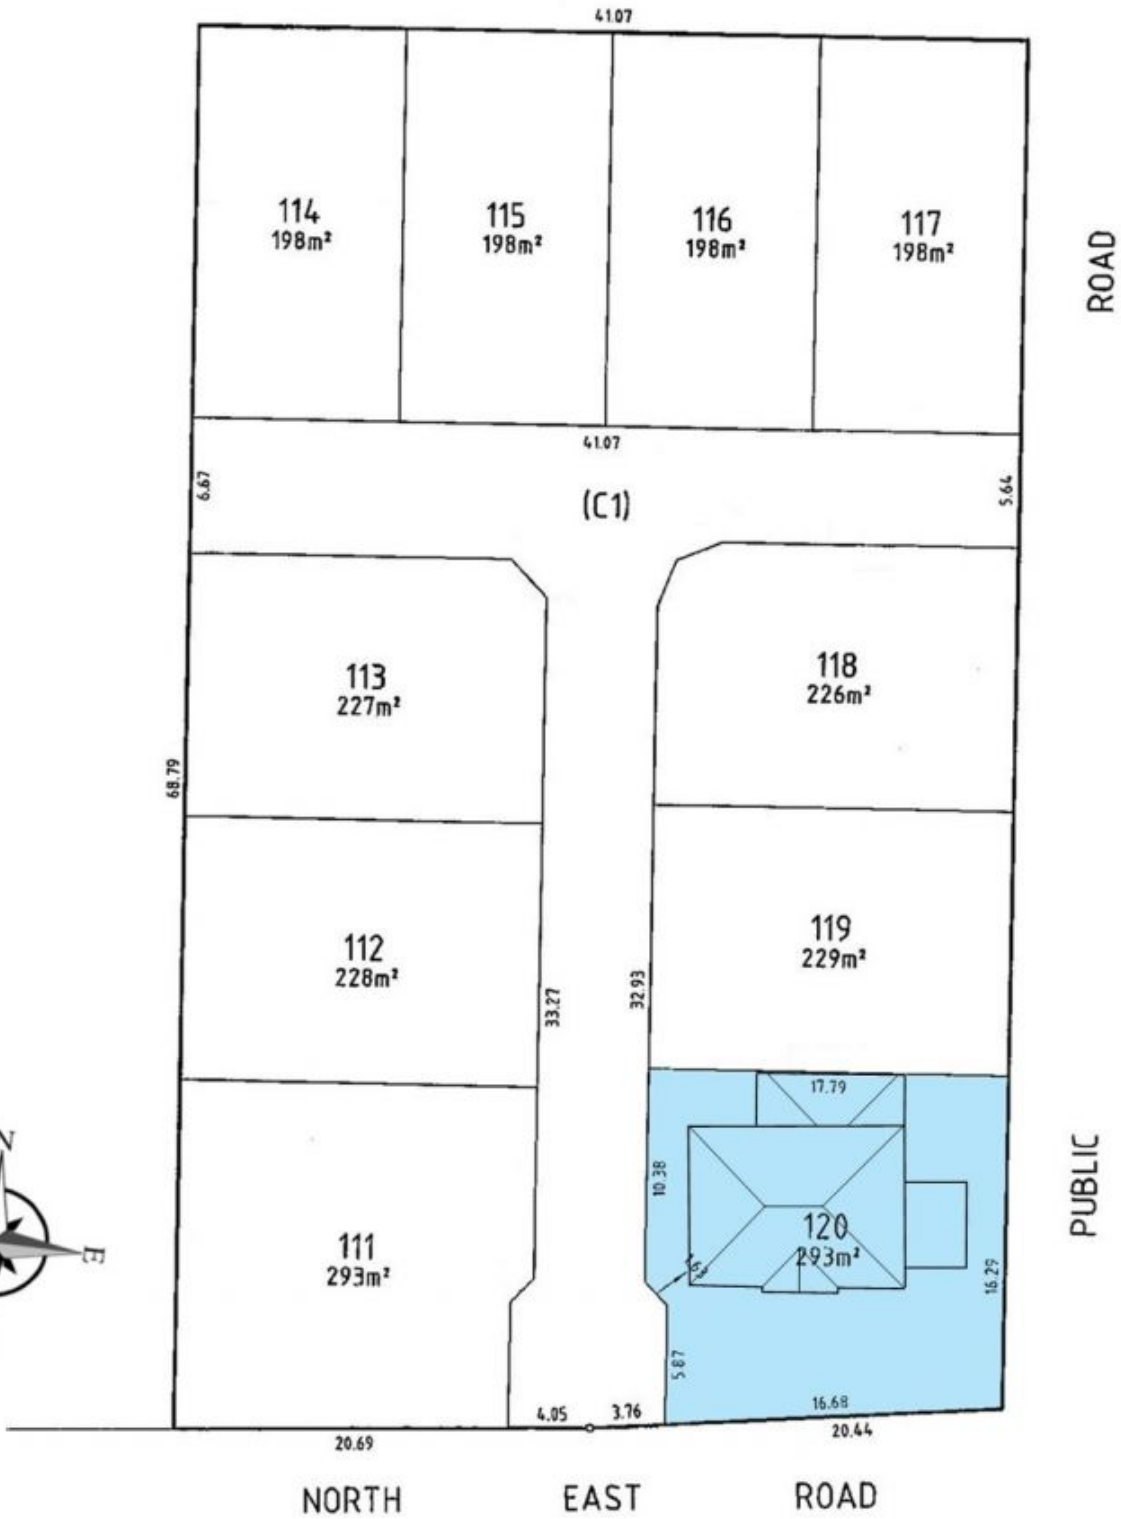 41.07
114
198m²
115
198m²
116
198m²
117
198m²
ROAD
41.07
6.67
(C1)
5.64
113
227m²
118
226m²
68.79
112
228m²
119
229m²
33.27
32.93
17.79
10.38
PUBLIC
N
E
111
293m²
120
293m²
1.63
16.29
5.87
4.05
3.76
16.68
20.69
20.44
NORTH EAST ROAD